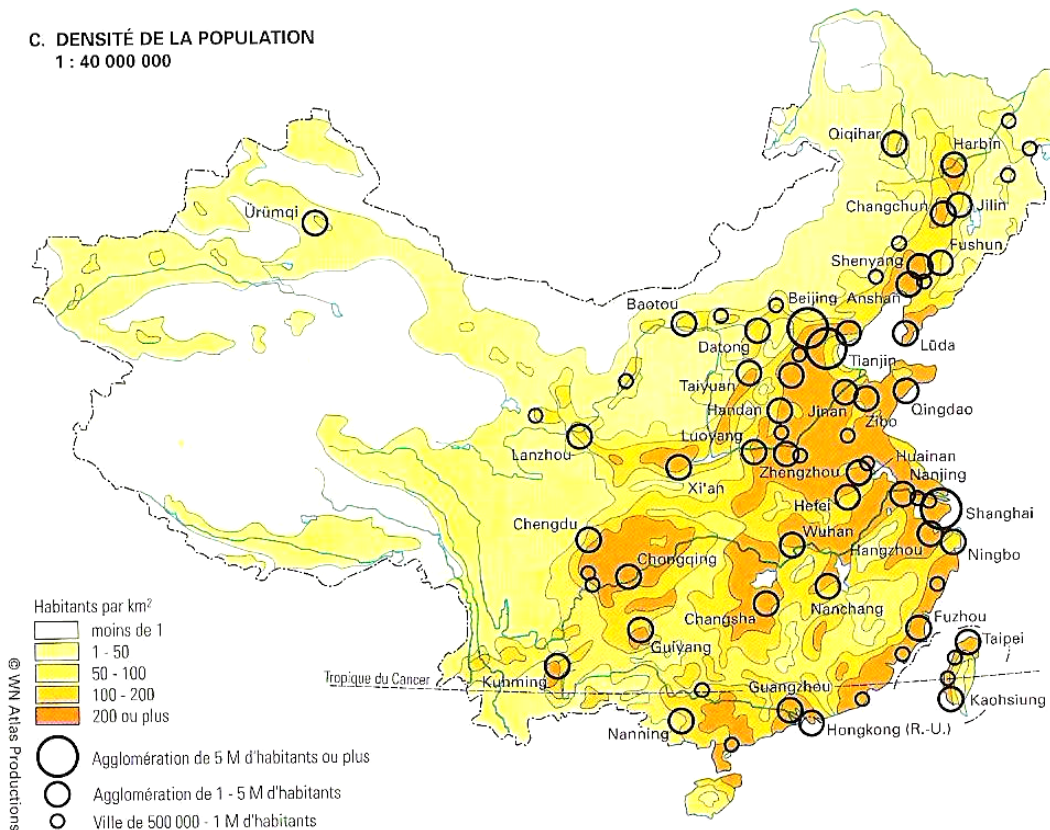 C. DENSITÉ DE LA POPULATION
1 : 40 000 000
Qiqihar
Harbin
Ürümqi
Changchun
Jilin
Fushun
Shenyang
Baotou
Beijing
Anshan
Datong
Lüda
Tianjin
Taiyuan
Handan
Jinan
Zibo
Qingdao
Luoyang
Lanzhou
Huainan
Zhengzhou
Nanjing
Xi'an
Hefei
Shanghai
Chengdu
Wuhan
Hangzhou
Ningbo
Chongqing
Nanchang
Changsha
Fuzhou
Guiyang
Taipei
Kunming
Tropique du Cancer
Guangzhou
Kaohsiung
Nanning
Hongkong (R.-U.)
Habitants par km²
moins de 1
1 - 50
50 - 100
100 - 200
200 ou plus
Agglomération de 5 M d'habitants ou plus
Agglomération de 1 - 5 M d'habitants
Ville de 500 000 - 1 M d'habitants
© WN Atlas Productions